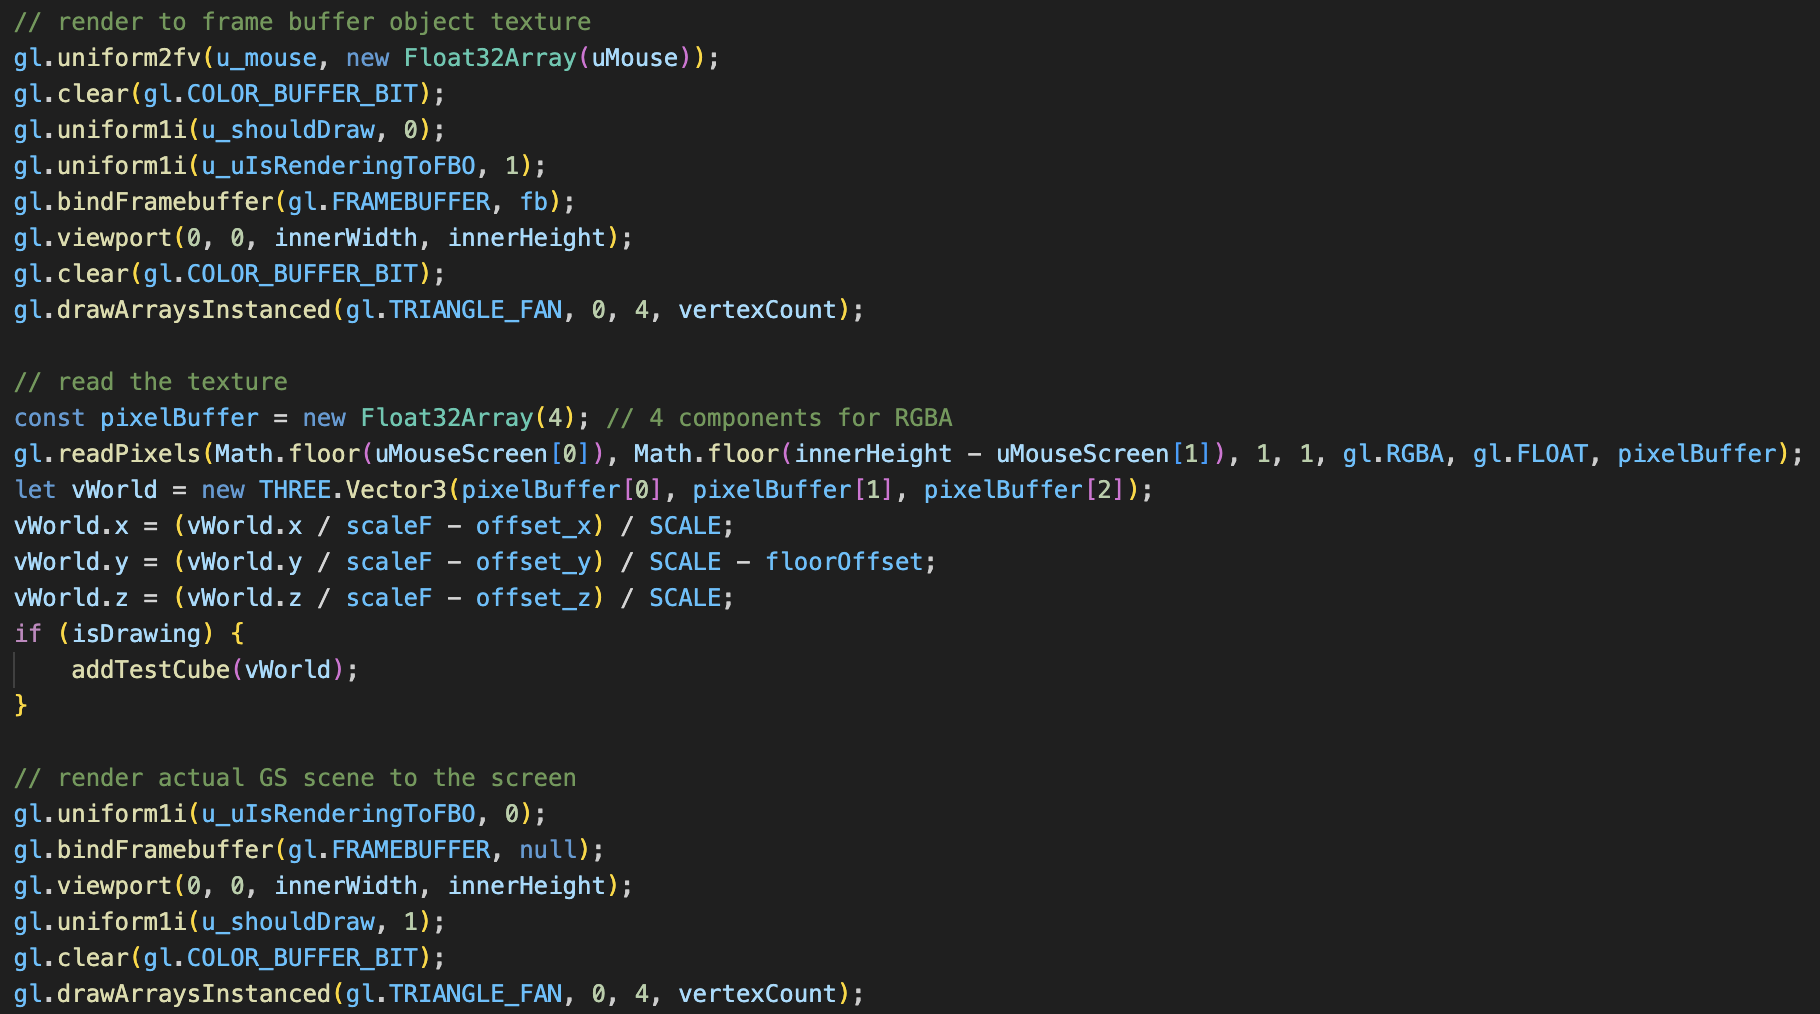 // render to frame buffer object texture
gl.uniform2fv(u_mouse, new Float32Array(uMouse));
gl.clear(gl.COLOR_BUFFER_BIT);
gl.uniform1i(u_shouldDraw, 0);
gl.uniform1i(u_uIsRenderingToFBO, 1);
gl.bindFramebuffer(gl.FRAMEBUFFER, fb);
gl.viewport(0, 0, innerWidth, innerHeight);
gl.clear(gl.COLOR_BUFFER_BIT);
gl.drawArraysInstanced(gl.TRIANGLE_FAN, 0, 4, vertexCount);

// read the texture
const pixelBuffer = new Float32Array(4); // 4 components for RGBA
gl.readPixels(Math.floor(uMouseScreen[0]), Math.floor(innerHeight - uMouseScreen[1]), 1, 1, gl.RGBA, gl.FLOAT, pixelBuffer);
let vWorld = new THREE.Vector3(pixelBuffer[0], pixelBuffer[1], pixelBuffer[2]);
vWorld.x = (vWorld.x / scaleF - offset_x) / SCALE;
vWorld.y = (vWorld.y / scaleF - offset_y) / SCALE - floorOffset;
vWorld.z = (vWorld.z / scaleF - offset_z) / SCALE;
if (isDrawing) {
    addTestCube(vWorld);
}

// render actual GS scene to the screen
gl.uniform1i(u_uIsRenderingToFBO, 0);
gl.bindFramebuffer(gl.FRAMEBUFFER, null);
gl.viewport(0, 0, innerWidth, innerHeight);
gl.uniform1i(u_shouldDraw, 1);
gl.clear(gl.COLOR_BUFFER_BIT);
gl.drawArraysInstanced(gl.TRIANGLE_FAN, 0, 4, vertexCount);